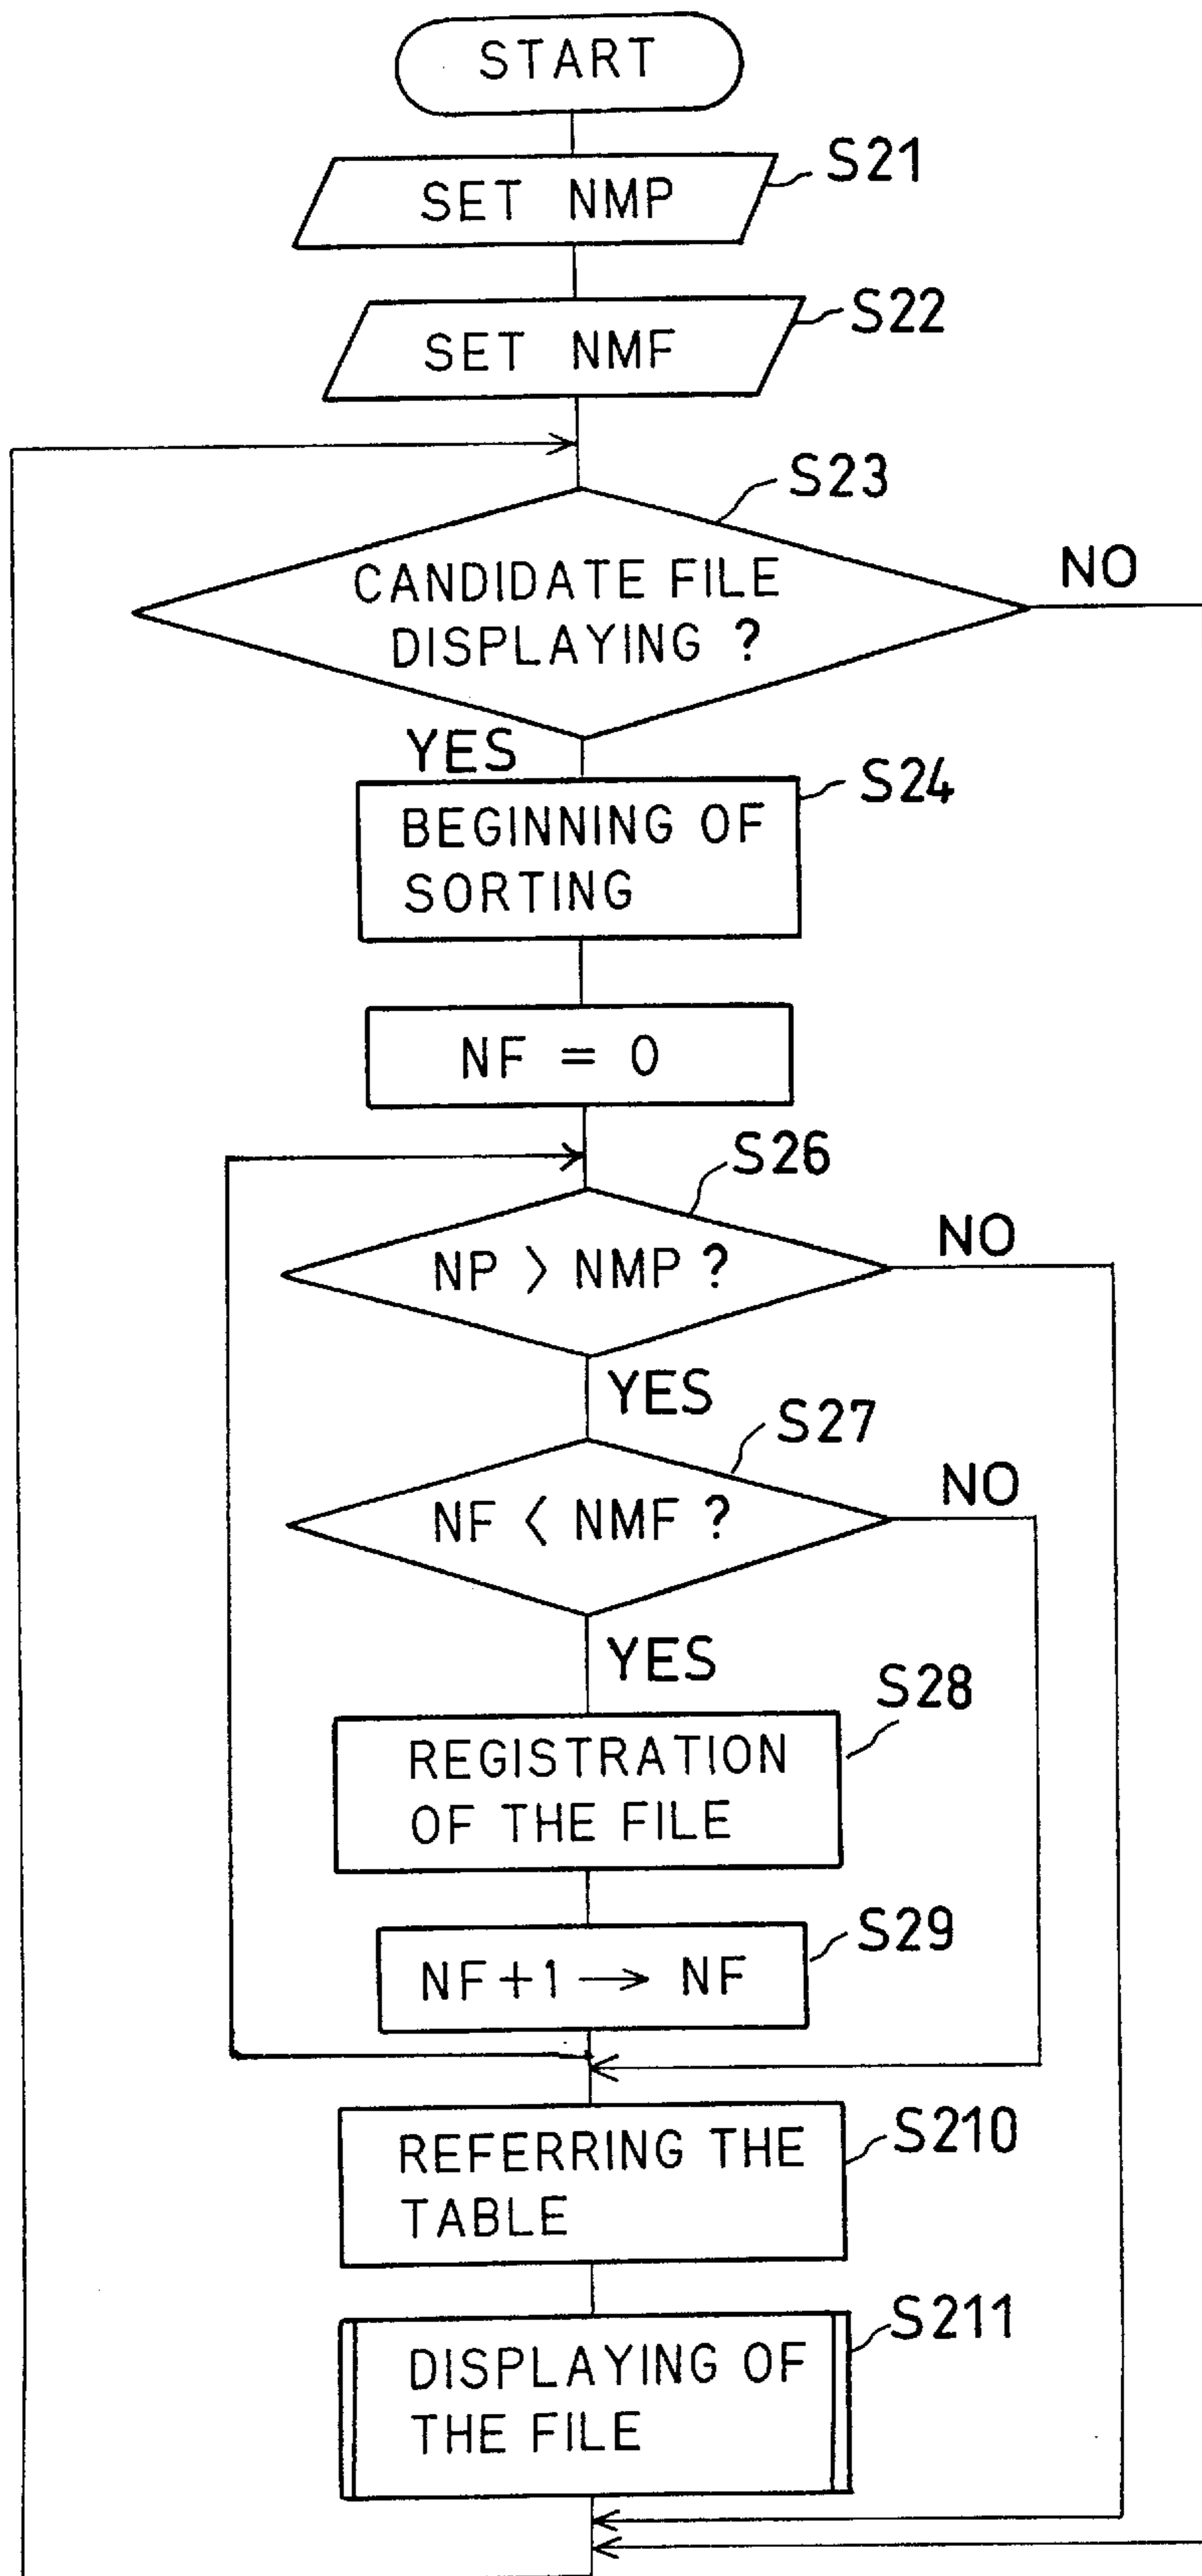 START
SET NMP
S21
SET NMF
S22
S23
CANDIDATE FILE
DISPLAYING ?
NO
YES
S24
BEGINNING OF
SORTING
NF = 0
S26
NP > NMP ?
NO
YES
S27
NF < NMF ?
NO
YES
S28
REGISTRATION
OF THE FILE
S29
NF+1 → NF
S210
REFERRING THE
TABLE
S211
DISPLAYING OF
THE FILE